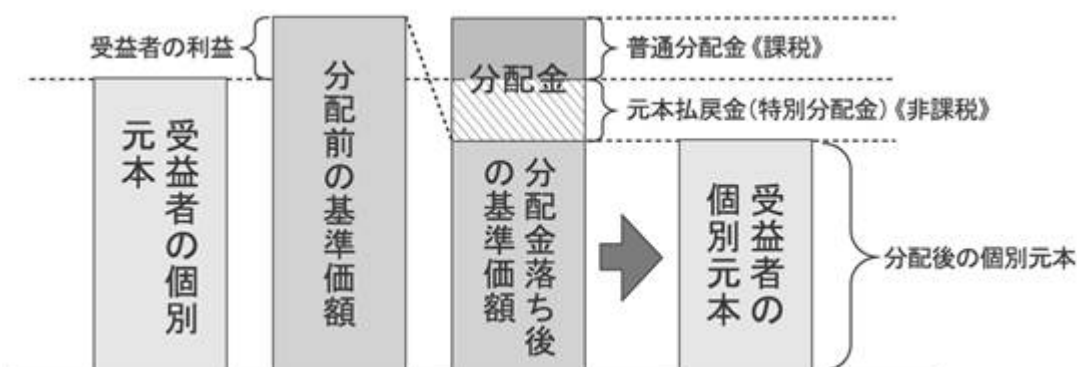 受益者の利益
受益者の個別
元本
分配前の基準価額
分配金
分配金落ち後
の基準価額
普通分配金《課税》
元本払戻金（特別分配金）《非課税》
受益者の
個別元本
分配後の個別元本